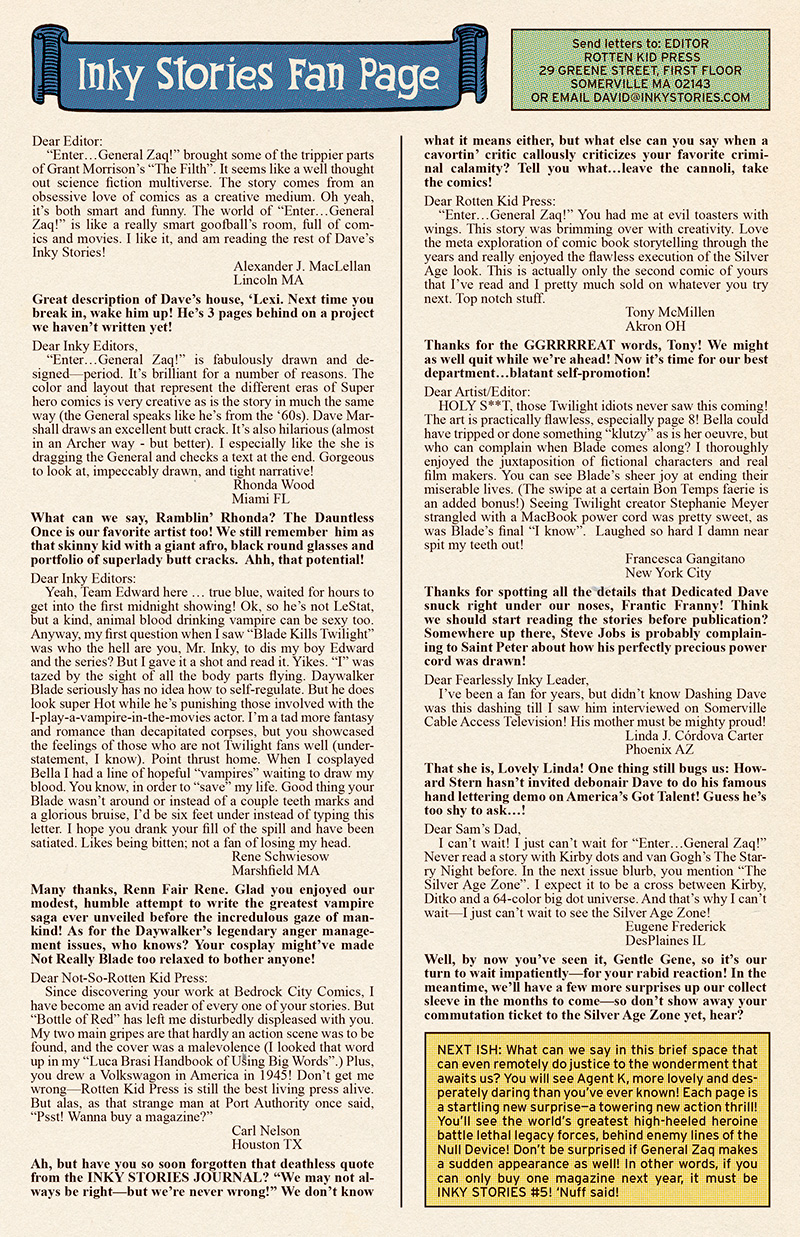 Inky Stories Fan Page
Send letters to: EDITOR
ROTTEN KID PRESS
29 GREENE STREET, FIRST FLOOR
SOMERVILLE MA 02143
OR EMAIL DAVID@INKYSTORIES.COM
Dear Editor:
“Enter…General Zaq!” brought some of the trippier parts
of Grant Morrison’s “The Filth”. It seems like a well thought
out science fiction multiverse. The story comes from an
obsessive love of comics as a creative medium. Oh yeah,
it’s both smart and funny. The world of “Enter…General
Zaq!” is like a really smart goofball’s room, full of com-
ics and movies. I like it, and am reading the rest of Dave’s
Inky Stories!
Alexander J. MacLellan
Lincoln MA
Great description of Dave’s house, ‘Lexi. Next time you
break in, wake him up! He’s 3 pages behind on a project
we haven’t written yet!
Dear Inky Editors,
“Enter…General Zaq!” is fabulously drawn and de-
signed—period. It’s brilliant for a number of reasons. The
color and layout that represent the different eras of Super
hero comics is very creative as is the story in much the same
way (the General speaks like he’s from the ‘60s). Dave Mar-
shall draws an excellent butt crack. It’s also hilarious (almost
in an Archer way - but better). I especially like the she is
dragging the General and checks a text at the end. Gorgeous
to look at, impeccably drawn, and tight narrative!
Rhonda Wood
Miami FL
What can we say, Ramblin’ Rhonda? The Dauntless
Once is our favorite artist too! We still remember him as
that skinny kid with a giant afro, black round glasses and
portfolio of superlady butt cracks. Ahh, that potential!
Dear Inky Editors:
Yeah, Team Edward here … true blue, waited for hours to
get into the first midnight showing! Ok, so he’s not LeStat,
but a kind, animal blood drinking vampire can be sexy too.
Anyway, my first question when I saw “Blade Kills Twilight”
was who the hell are you, Mr. Inky, to dis my boy Edward
and the series? But I gave it a shot and read it. Yikes. “I” was
tazed by the sight of all the body parts flying. Daywalker
Blade seriously has no idea how to self-regulate. But he does
look super Hot while he’s punishing those involved with the
I-play-a-vampire-in-the-movies actor. I’m a tad more fantasy
and romance than decapitated corpses, but you showcased
the feelings of those who are not Twilight fans well (under-
statement, I know). Point thrust home. When I cosplayed
Bella I had a line of hopeful “vampires” waiting to draw my
blood. You know, in order to “save” my life. Good thing your
Blade wasn’t around or instead of a couple teeth marks and
a glorious bruise, I’d be six feet under instead of typing this
letter. I hope you drank your fill of the spill and have been
satiated. Likes being bitten; not a fan of losing my head.
Rene Schwiesow
Marshfield MA
Many thanks, Renn Fair Rene. Glad you enjoyed our
modest, humble attempt to write the greatest vampire
saga ever unveiled before the incredulous gaze of man-
kind! As for the Daywalker’s legendary anger manage-
ment issues, who knows? Your cosplay might’ve made
Not Really Blade too relaxed to bother anyone!
Dear Not-So-Rotten Kid Press:
Since discovering your work at Bedrock City Comics, I
have become an avid reader of every one of your stories. But
“Bottle of Red” has left me disturbedly displeased with you.
My two main gripes are that hardly an action scene was to be
found, and the cover was a malevolence (I looked that word
up in my “Luca Brasi Handbook of Using Big Words”.) Plus,
you drew a Volkswagon in America in 1945! Don’t get me
wrong—Rotten Kid Press is still the best living press alive.
But alas, as that strange man at Port Authority once said,
“Psst! Wanna buy a magazine?”
Carl Nelson
Houston TX
Ah, but have you so soon forgotten that deathless quote
from the INKY STORIES JOURNAL? “We may not al-
ways be right—but we’re never wrong!” We don’t know
what it means either, but what else can you say when a
cavortin’ critic callously criticizes your favorite crimi-
nal calamity? Tell you what…leave the cannoli, take
the comics!
Dear Rotten Kid Press:
“Enter…General Zaq!” You had me at evil toasters with
wings. This story was brimming over with creativity. Love
the meta exploration of comic book storytelling through the
years and really enjoyed the flawless execution of the Silver
Age look. This is actually only the second comic of yours
that I’ve read and I pretty much sold on whatever you try
next. Top notch stuff.
Tony McMillen
Akron OH
Thanks for the GGRRRREAT words, Tony! We might
as well quit while we’re ahead! Now it’s time for our best
department…blatant self-promotion!
Dear Artist/Editor:
HOLY S**T, those Twilight idiots never saw this coming!
The art is practically flawless, especially page 8! Bella could
have tripped or done something “klutzy” as is her oeuvre, but
who can complain when Blade comes along? I thoroughly
enjoyed the juxtaposition of fictional characters and real
film makers. You can see Blade’s sheer joy at ending their
miserable lives. (The swipe at a certain Bon Temps faerie is
an added bonus!) Seeing Twilight creator Stephanie Meyer
strangled with a MacBook power cord was pretty sweet, as
was Blade’s final “I know”. Laughed so hard I damn near
spit my teeth out!
Francesca Gangitano
New York City
Thanks for spotting all the details that Dedicated Dave
snuck right under our noses, Frantic Franny! Think
we should start reading the stories before publication?
Somewhere up there, Steve Jobs is probably complain-
ing to Saint Peter about how his perfectly precious power
cord was drawn!
Dear Fearlessly Inky Leader,
I’ve been a fan for years, but didn’t know Dashing Dave
was this dashing till I saw him interviewed on Somerville
Cable Access Television! His mother must be mighty proud!
Linda J. Córdova Carter
Phoenix AZ
That she is, Lovely Linda! One thing still bugs us: How-
ard Stern hasn’t invited debonair Dave to do his famous
hand lettering demo on America’s Got Talent! Guess he’s
too shy to ask…!
Dear Sam’s Dad,
I can’t wait! I just can’t wait for “Enter…General Zaq!”
Never read a story with Kirby dots and van Gogh’s The Star-
ry Night before. In the next issue blurb, you mention “The
Silver Age Zone”. I expect it to be a cross between Kirby,
Ditko and a 64-color big dot universe. And that’s why I can’t
wait—I just can’t wait to see the Silver Age Zone!
Eugene Frederick
DesPlaines IL
Well, by now you’ve seen it, Gentle Gene, so it’s our
turn to wait impatiently—for your rabid reaction! In the
meantime, we’ll have a few more surprises up our collect
sleeve in the months to come—so don’t show away your
commutation ticket to the Silver Age Zone yet, hear?
NEXT ISH: What can we say in this brief space that
can even remotely do justice to the wonderment that
awaits us? You will see Agent K, more lovely and des-
perately daring than you’ve ever known! Each page is
a startling new surprise—a towering new action thrill!
You’ll see the world’s greatest high-heeled heroine
battle lethal legacy forces, behind enemy lines of the
Null Device! Don’t be surprised if General Zaq makes
a sudden appearance as well! In other words, if you
can only buy one magazine next year, it must be
INKY STORIES #5! ‘Nuff said!